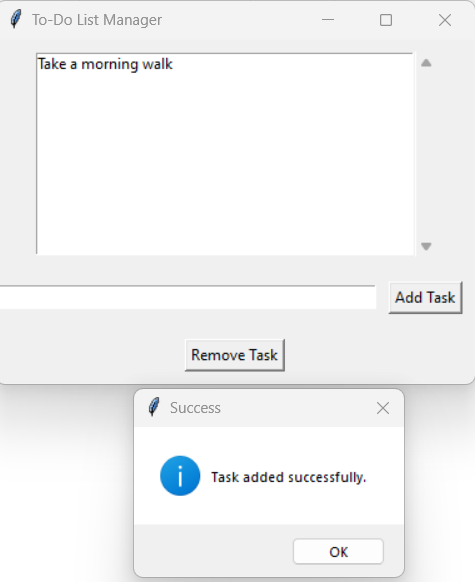 To-Do List Manager
Take a morning walk
Add Task
Remove Task
Success
Task added successfully.
OK